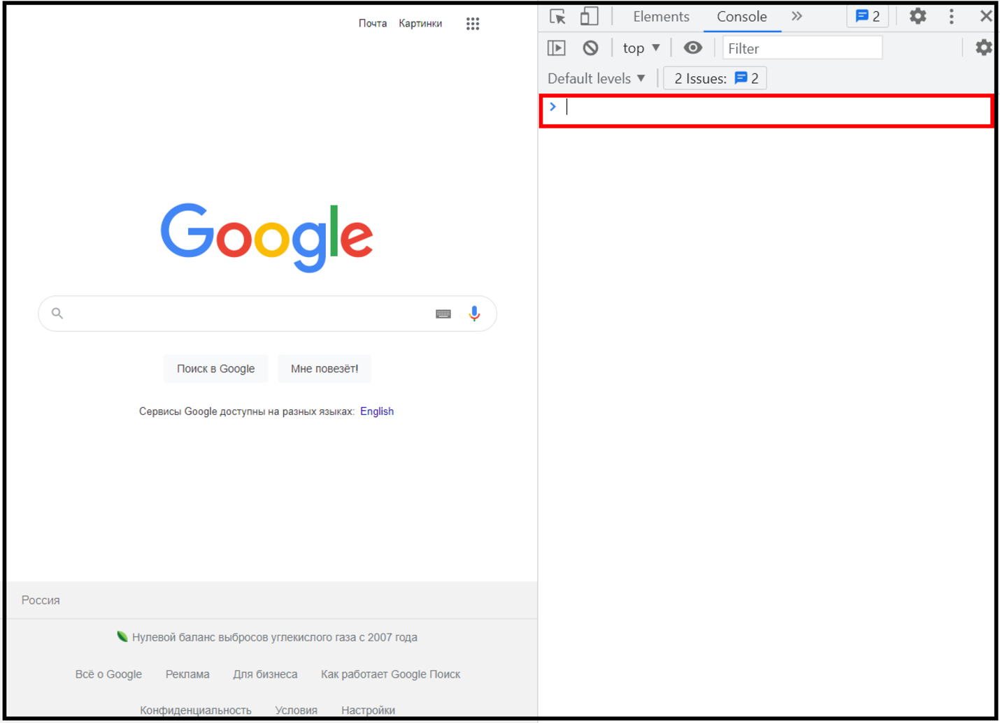 Почта Картинки
Elements Console 2
top Filter
Default levels 2 Issues: 2
Google
Поиск в Google Мне повезёт!
Сервисы Google доступны на разных языках: English
Россия
Нулевой баланс выбросов углекислого газа с 2007 года
Всё о Google Реклама Для бизнеса Как работает Google Поиск
Конфиденциальность Условия Настройки